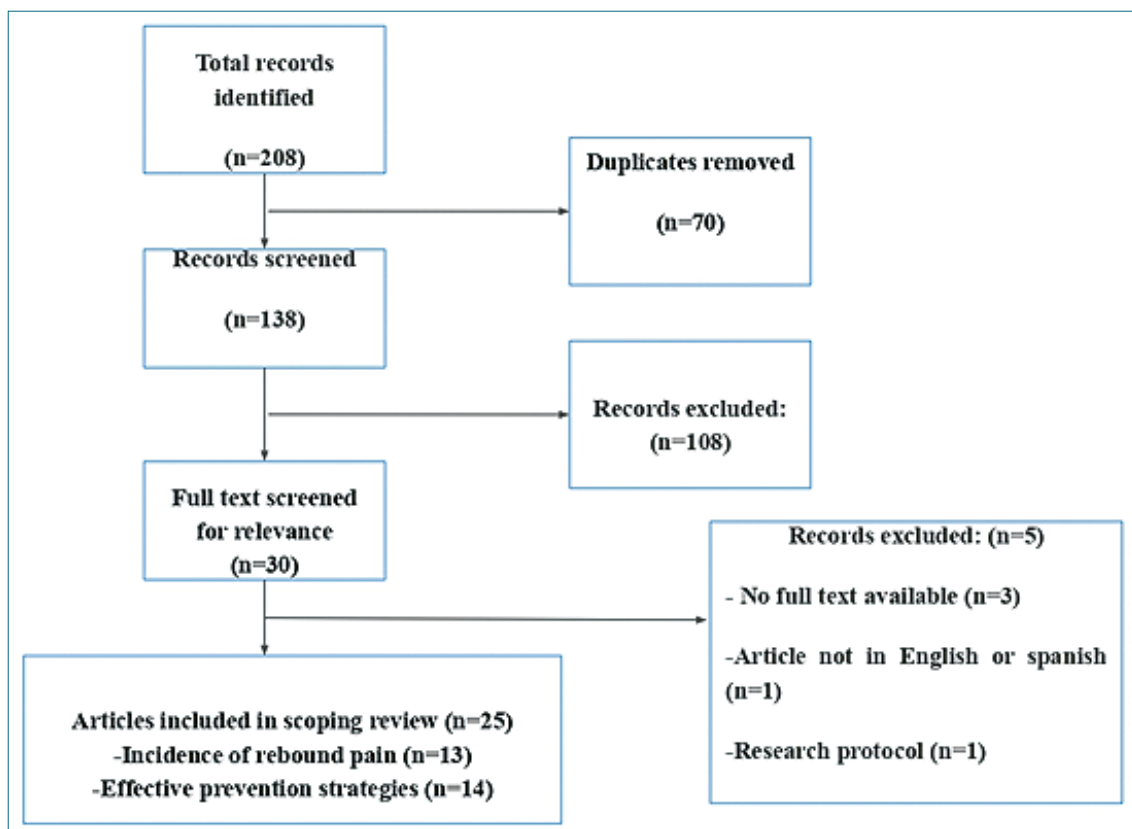 Total records
identified
(n=208)
Duplicates removed
(n=70)
Records screened
(n=138)
Records excluded:
(n=108)
Full text screened
for relevance
(n=30)
Records excluded: (n=5)
- No full text available (n=3)
-Article not in English or spanish
(n=1)
-Research protocol (n=1)
Articles included in scoping review (n=25)
-Incidence of rebound pain (n=13)
-Effective prevention strategies (n=14)